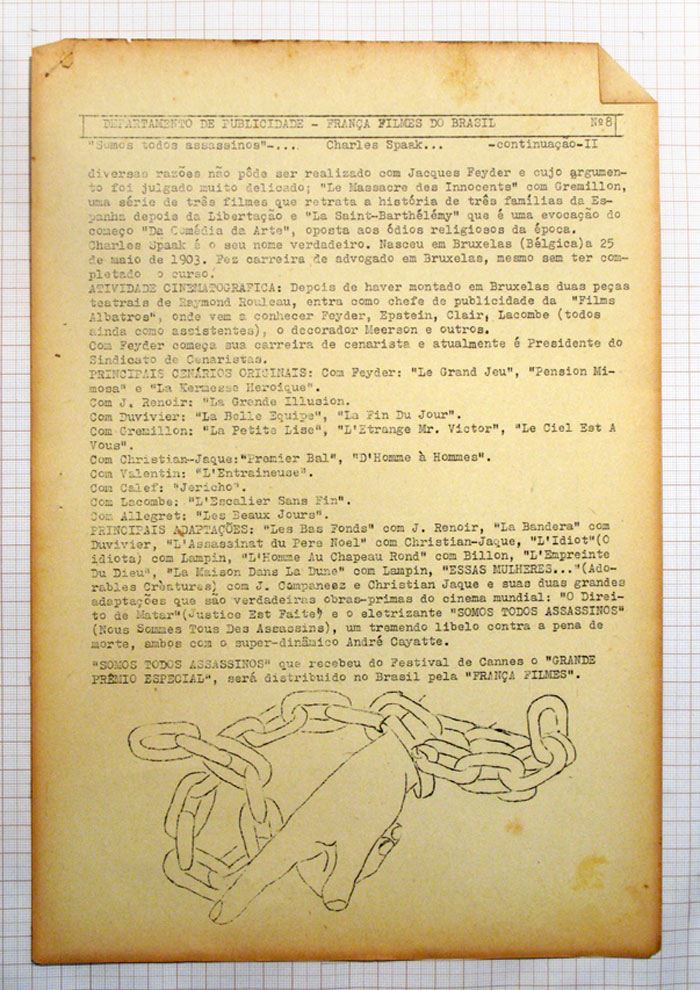 DEPARTAMENTO DE PUBLICIDADE - FRANÇA FILMES DO BRASIL Nº 8
"Somos todos assassinos"-... Charles Spaak... -continuação-II
diversas razões não pôde ser realizado com Jacques Feyder e cujo argumen-
to foi julgado muito delicado; "Le Massacre des Innocents" com Gremillon,
uma série de três filmes que retrata a história de três famílias da Es-
panha depois da Libertação e "La Saint-Barthélémy" que é uma evocação do
começo "Da Comédia da Arte", oposta aos ódios religiosos da época.
Charles Spaak é o seu nome verdadeiro. Nasceu em Bruxelas (Bélgica)a 25
de maio de 1903. Fez carreira de advogado em Bruxelas, mesmo sem ter com-
pletado o curso.
ATIVIDADE CINEMATOGRAFICA: Depois de haver montado em Bruxelas duas peças
teatrais de Raymond Rouleau, entra como chefe de publicidade da "Films
Albatros", onde vem a conhecer Feyder, Epstein, Clair, Lacombe (todos
ainda como assistentes), o decorador Meerson e outros.
Com Feyder começa sua carreira de cenarista e atualmente é Presidente do
Sindicato de Cenaristas.
PRINCIPAIS CENÁRIOS ORIGINAIS: Com Feyder: "Le Grand Jeu", "Pension Mi-
mosa" e "La Kermesse Heroique".
Com J. Renoir: "La Grande Illusion.
Com Duvivier: "La Belle Equipe", "La Fin Du Jour".
Com Gremillon: "La Petite Lise", "L'Etrange Mr. Victor", "Le Ciel Est A
Vous".
Com Christian-Jaque:"Premier Bal", "D'Homme à Hommes".
Com Valentin: "L'Entraineuse".
Com Calef: "Jericho".
Com Lacombe: "L'Escalier Sans Fin".
Com Allegret: "Les Beaux Jours".
PRINCIPAIS ADAPTAÇÕES: "Les Bas Fonds" com J. Renoir, "La Bandera" com
Duvivier, "L'Assassinat du Pere Noel" com Christian-Jaque, "L'Idiot"(O
idiota) com Lampin, "L'Homme Au Chapeau Rond" com Billon, "L'Empreinte
Du Dieu", "La Maison Dans La Dune" com Lampin, "ESSAS MULHERES..."(Ado-
rables Crèatures) com J. Companeez e Christian Jaque e suas duas grandes
adaptações que são verdadeiras obras-primas do cinema mundial: "O Direi-
to de Matar"(Justice Est Faite) e o eletrizante "SOMOS TODOS ASSASSINOS"
(Nous Sommes Tous Des Assassins), um tremendo libelo contra a pena de
morte, ambos com o super-dinâmico André Cayatte.
"SOMOS TODOS ASSASSINOS" que recebeu do Festival de Cannes o "GRANDE
PRÊMIO ESPECIAL", será distribuido no Brasil pela "FRANÇA FILMES".